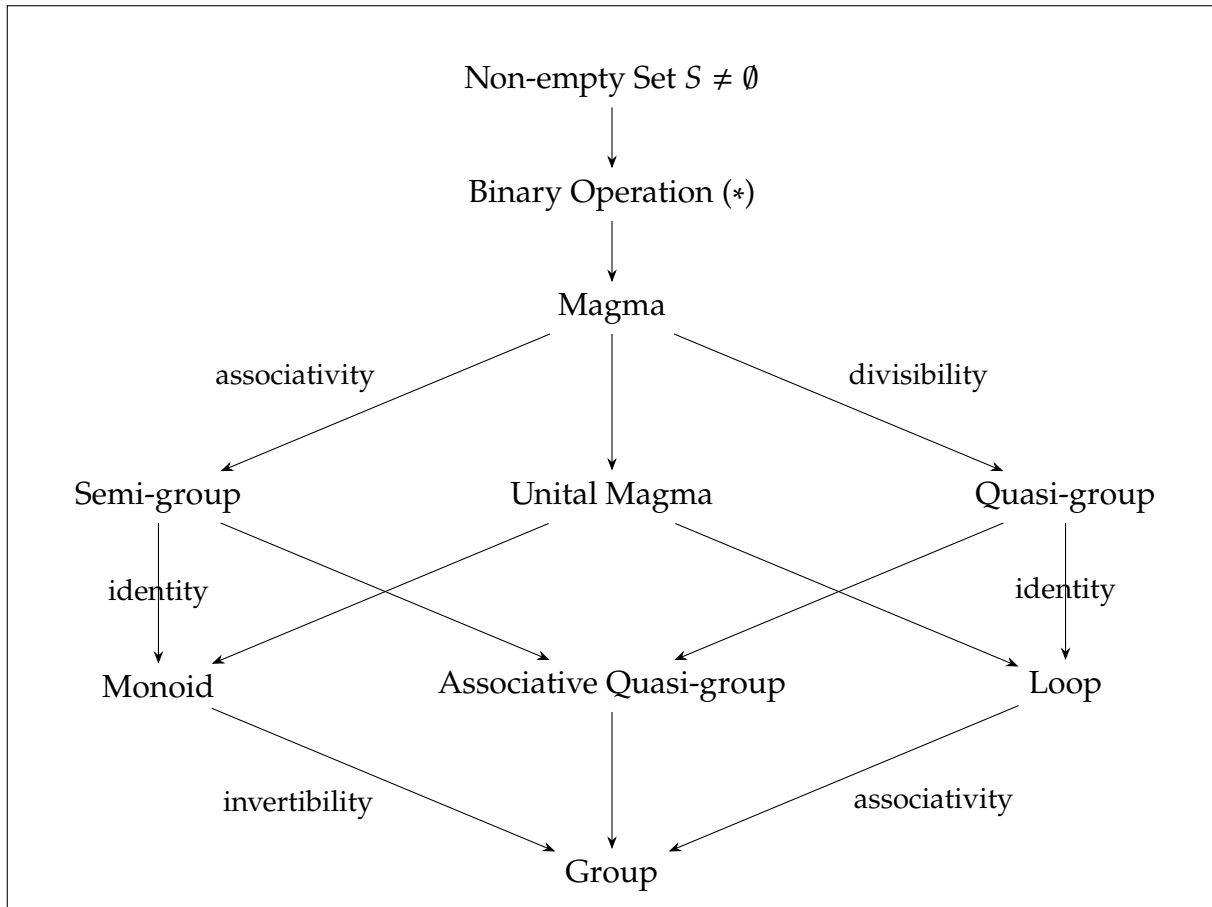 Non-empty Set S ≠ ∅
Binary Operation (*)
Magma
associativity
divisibility
Semi-group
Unital Magma
Quasi-group
identity
identity
Monoid
Associative Quasi-group
Loop
invertibility
associativity
Group